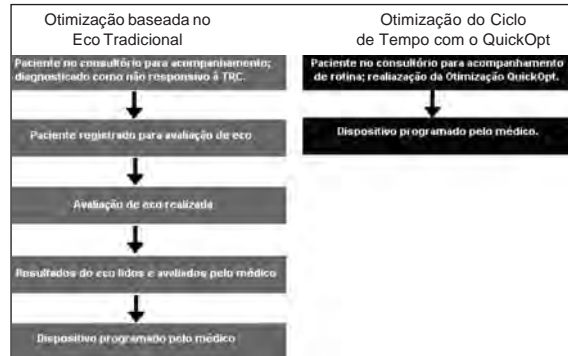 Otimização baseada no
Eco Tradicional
Paciente no consultório para acompanhamento;
diagnosticado como não responsivo à TRC.
Paciente registrado para avaliação de eco
Avaliação de eco realizada
Resultados do eco lidos e avaliados pelo médico
Dispositivo programado pelo médico
Otimização do Ciclo
de Tempo com o QuickOpt
Paciente no consultório para acompanhamento
de rotina; realiazação da Otimização QuickOpt.
Dispositivo programado pelo médico.